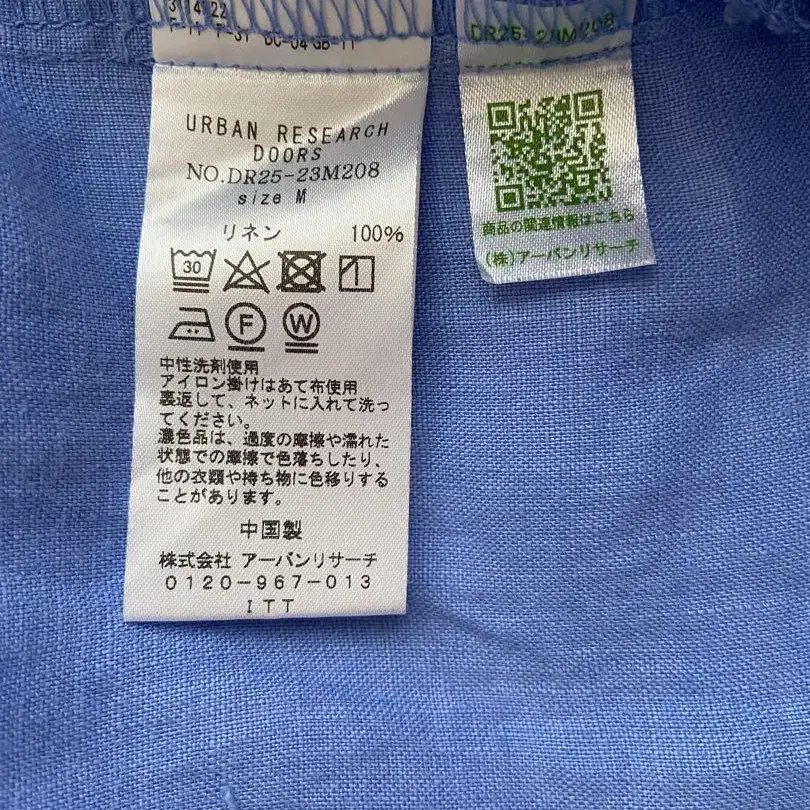 URBAN RESEARCH
DOORS
NO.DR25-23M208
size M
リネン 100%
30
F W
中性洗剤使用
アイロン掛けはあて布使用
裏返して、ネットに入れて洗っ
てください。
濃色品は、過度の摩擦や濡れた
状態での摩擦で色落ちしたり、
他の衣類や持ち物に色移りする
ことがあります。
中国製
株式会社 アーバンリサーチ
0120-967-013
ITT
DR25-23M208
商品の関連情報はこちら
(株)アーバンリサーチ